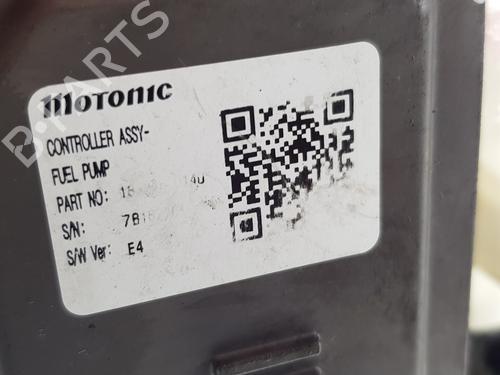 MOTONIC
CONTROLLER ASSY-
FUEL PUMP
PART NO:
S/N:
S/W Ver: E4
B-PARTS